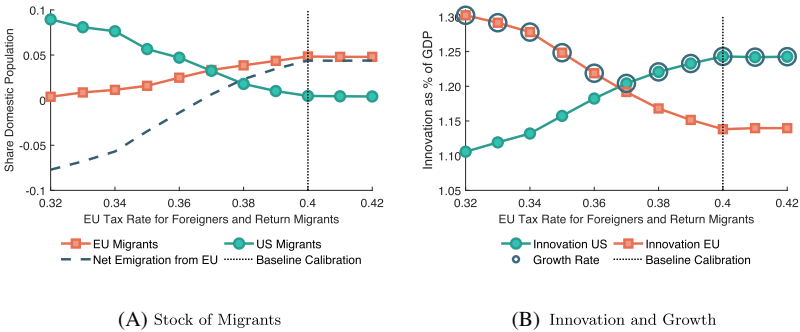 0.1
0.05
0
-0.05
-0.1
Share Domestic Population
0.32 0.34 0.36 0.38 0.4 0.42
EU Tax Rate for Foreigners and Return Migrants
EU Migrants US Migrants
Net Emigration from EU Baseline Calibration
(A) Stock of Migrants
1.30
1.25
1.20
1.15
1.10
1.05
Innovation as % of GDP
0.32 0.34 0.36 0.38 0.4 0.42
EU Tax Rate for Foreigners and Return Migrants
Innovation US Innovation EU
Growth Rate Baseline Calibration
(B) Innovation and Growth